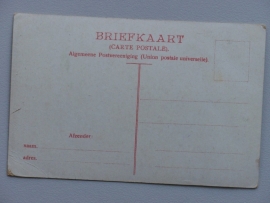 BRIEFKAART
(CARTE POSTALE).
Algemeene Postvereeniging (Union postale universelle).
Afzender:
naam:
adres: